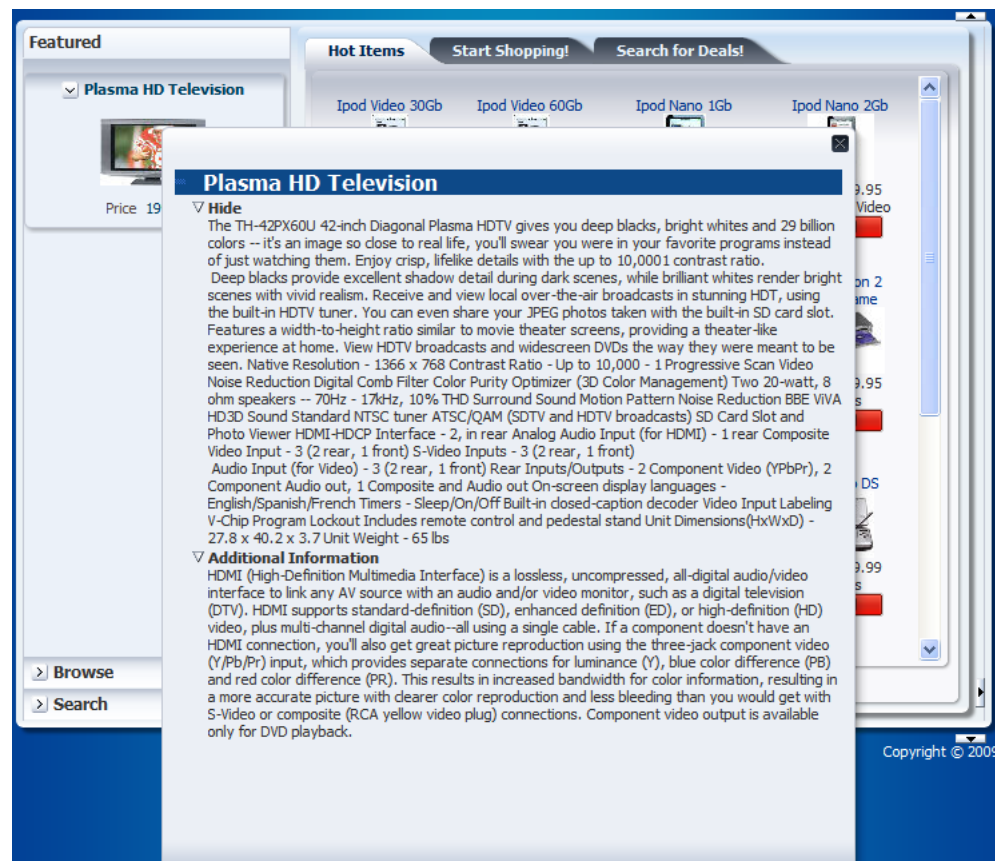 Featured
Hot Items
Start Shopping!
Search for Deals!
Plasma HD Television
Ipod Video 30Gb
Ipod Video 60Gb
Ipod Nano 1Gb
Ipod Nano 2Gb
Price 19
9.95
Video
on 2
ame
9.95
s
DS
9.99
s
Plasma HD Television
Hide
The TH-42PX60U 42-inch Diagonal Plasma HDTV gives you deep blacks, bright whites and 29 billion
colors -- it's an image so close to real life, you'll swear you were in your favorite programs instead
of just watching them. Enjoy crisp, lifelike details with the up to 10,0001 contrast ratio.
Deep blacks provide excellent shadow detail during dark scenes, while brilliant whites render bright
scenes with vivid realism. Receive and view local over-the-air broadcasts in stunning HDT, using
the built-in HDTV tuner. You can even share your JPEG photos taken with the built-in SD card slot.
Features a width-to-height ratio similar to movie theater screens, providing a theater-like
experience at home. View HDTV broadcasts and widescreen DVDs the way they were meant to be
seen. Native Resolution - 1366 x 768 Contrast Ratio - Up to 10,000 - 1 Progressive Scan Video
Noise Reduction Digital Comb Filter Color Purity Optimizer (3D Color Management) Two 20-watt, 8
ohm speakers -- 70Hz - 17kHz, 10% THD Surround Sound Motion Pattern Noise Reduction BBE ViVA
HD3D Sound Standard NTSC tuner ATSC/QAM (SDTV and HDTV broadcasts) SD Card Slot and
Photo Viewer HDMI-HDCP Interface - 2, in rear Analog Audio Input (for HDMI) - 1 rear Composite
Video Input - 3 (2 rear, 1 front) S-Video Inputs - 3 (2 rear, 1 front)
Audio Input (for Video) - 3 (2 rear, 1 front) Rear Inputs/Outputs - 2 Component Video (YPbPr), 2
Component Audio out, 1 Composite and Audio out On-screen display languages -
English/Spanish/French Timers - Sleep/On/Off Built-in closed-caption decoder Video Input Labeling
V-Chip Program Lockout Includes remote control and pedestal stand Unit Dimensions(HxWxD) -
27.8 x 40.2 x 3.7 Unit Weight - 65 lbs
Additional Information
HDMI (High-Definition Multimedia Interface) is a lossless, uncompressed, all-digital audio/video
interface to link any AV source with an audio and/or video monitor, such as a digital television
(DTV). HDMI supports standard-definition (SD), enhanced definition (ED), or high-definition (HD)
video, plus multi-channel digital audio--all using a single cable. If a component doesn't have an
HDMI connection, you'll also get great picture reproduction using the three-jack component video
(Y/Pb/Pr) input, which provides separate connections for luminance (Y), blue color difference (PB)
and red color difference (PR). This results in increased bandwidth for color information, resulting in
a more accurate picture with clearer color reproduction and less bleeding than you would get with
S-Video or composite (RCA yellow video plug) connections. Component video output is available
only for DVD playback.
Browse
Search
Copyright © 2009